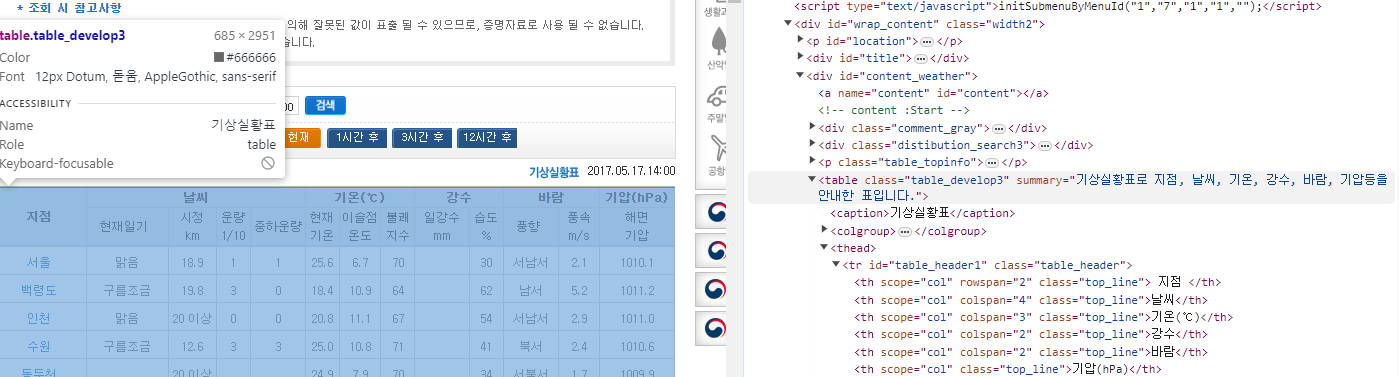 * 조회 시 참고사항
의해 잘못된 값이 표출 될 수 있으므로, 증명자료로 사용 될 수 없습니다.
습니다.
table.table_develop3 685 × 2951
Color #666666
Font 12px Dotum, 돋움, AppleGothic, sans-serif
ACCESSIBILITY
Name 기상실황표
Role table
Keyboard-focusable
00 검색
현재 1시간 후 3시간 후 12시간 후
기상실황표 2017.05.17.14:00
지점 날씨 기온(℃) 강수 바람 기압(hPa)
현재일기 시정 km 운량 1/10 중하운량 현재 기온 이슬점 온도 불쾌 지수 일강수 mm 습도 % 풍향 풍속 m/s 해면 기압
서울 맑음 18.9 1 1 25.6 6.7 70 30 서남서 2.1 1010.1
백령도 구름조금 19.8 3 0 18.4 10.9 64 62 남서 5.2 1011.2
인천 맑음 20 이상 0 0 20.8 11.1 67 54 서남서 2.9 1011.0
수원 구름조금 12.6 3 3 25.0 10.8 71 41 북서 2.4 1010.6
동두천 20 이상 24.9 7.9 70 34 서북서 1.7 1009.9
생활
산악
주말
공항
<script type="text/javascript">initSubmenuByMenuId("1","7","1","1","");</script>
<div id="wrap_content" class="width2">
<p id="location">…</p>
<div id="title">…</div>
<div id="content_weather">
<a name="content" id="content"></a>
<!-- content :Start -->
<div class="comment_gray">…</div>
<div class="distibution_search3">…</div>
<p class="table_topinfo">…</p>
<table class="table_develop3" summary="기상실황표로 지점, 날씨, 기온, 강수, 바람, 기압등을
안내한 표입니다.">
<caption>기상실황표</caption>
<colgroup>…</colgroup>
<thead>
<tr id="table_header1" class="table_header">
<th scope="col" rowspan="2" class="top_line"> 지점 </th>
<th scope="col" colspan="4" class="top_line">날씨</th>
<th scope="col" colspan="3" class="top_line">기온(℃)</th>
<th scope="col" colspan="2" class="top_line">강수</th>
<th scope="col" colspan="2" class="top_line">바람</th>
<th scope="col" class="top_line">기압(hPa)</th>